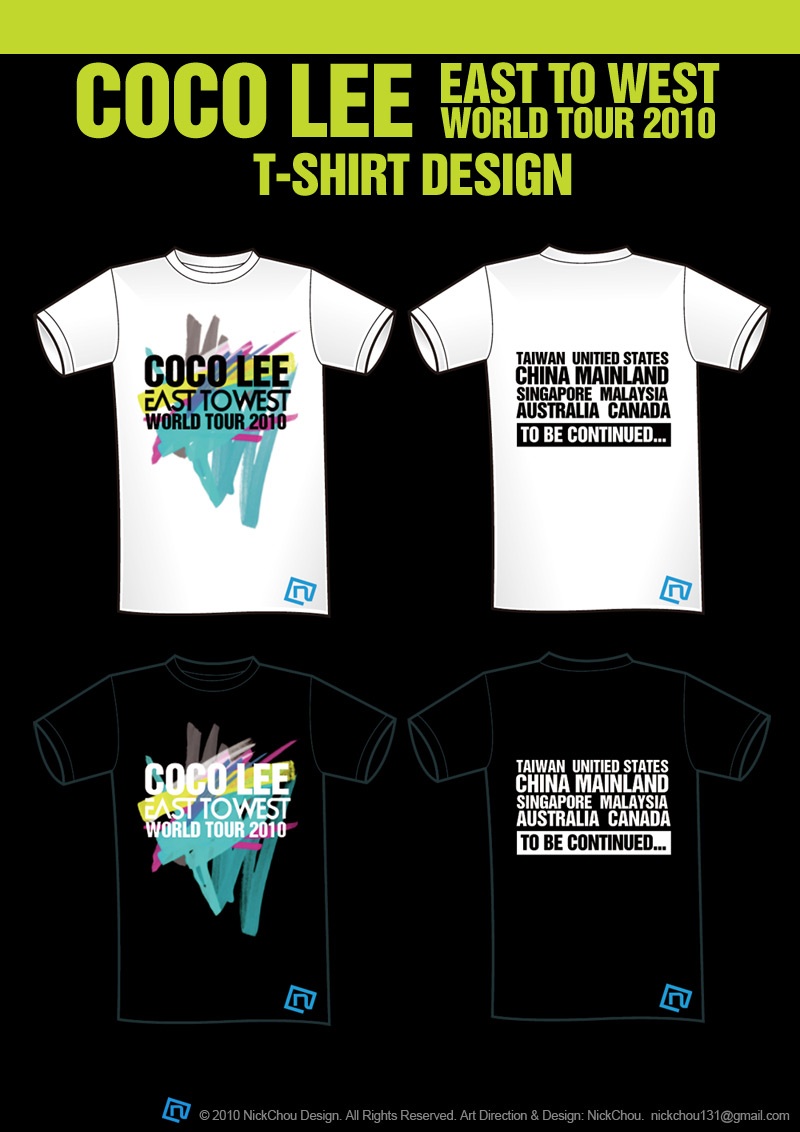 COCO LEE
EAST TO WEST
WORLD TOUR 2010
T-SHIRT DESIGN
COCO LEE
EAST TO WEST
WORLD TOUR 2010
TAIWAN UNITIED STATES
CHINA MAINLAND
SINGAPORE MALAYSIA
AUSTRALIA CANADA
TO BE CONTINUED...
n
n
COCO LEE
EAST TO WEST
WORLD TOUR 2010
TAIWAN UNITIED STATES
CHINA MAINLAND
SINGAPORE MALAYSIA
AUSTRALIA CANADA
TO BE CONTINUED...
n
n
n © 2010 NickChou Design. All Rights Reserved. Art Direction & Design: NickChou. nickchou131@gmail.com